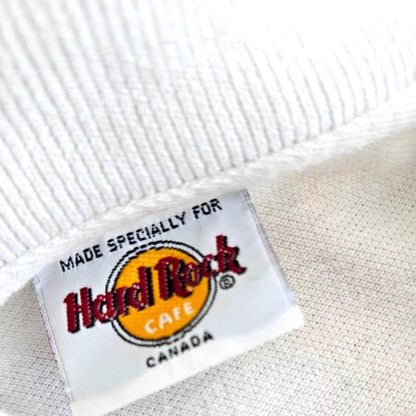 MADE SPECIALLY FOR
Hard Rock ®
CAFE
CANADA